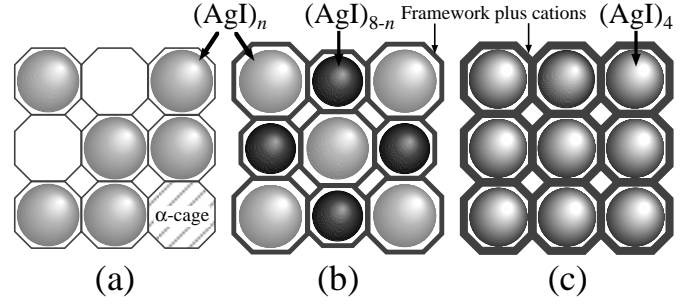 (AgI)n
(AgI)8-n
Framework plus cations
(AgI)4
α-cage
(a)
(b)
(c)